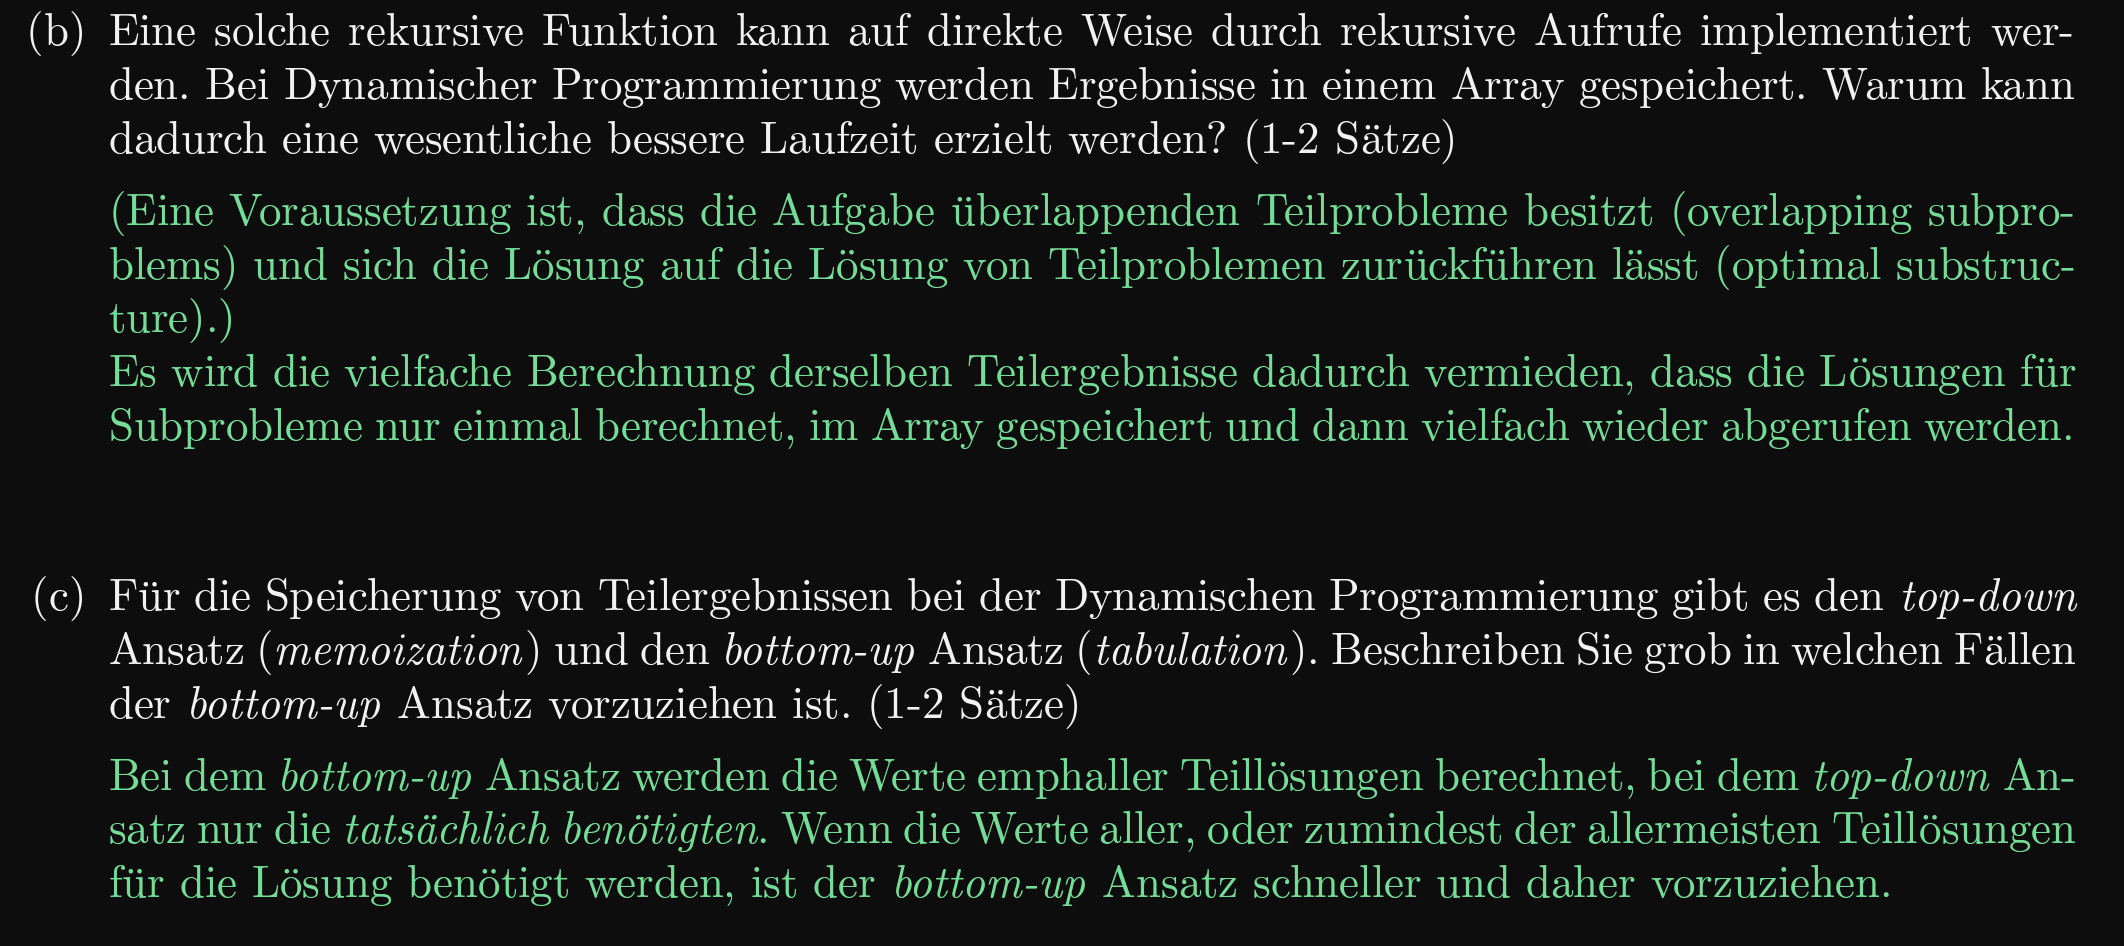 (b) Eine solche rekursive Funktion kann auf direkte Weise durch rekursive Aufrufe implementiert wer-
den. Bei Dynamischer Programmierung werden Ergebnisse in einem Array gespeichert. Warum kann
dadurch eine wesentliche bessere Laufzeit erzielt werden? (1-2 Sätze)
(Eine Voraussetzung ist, dass die Aufgabe überlappenden Teilprobleme besitzt (overlapping subpro-
blems) und sich die Lösung auf die Lösung von Teilproblemen zurückführen lässt (optimal substruc-
ture).)
Es wird die vielfache Berechnung derselben Teilergebnisse dadurch vermieden, dass die Lösungen für
Subprobleme nur einmal berechnet, im Array gespeichert und dann vielfach wieder abgerufen werden.
(c) Für die Speicherung von Teilergebnissen bei der Dynamischen Programmierung gibt es den top-down
Ansatz (memoization) und den bottom-up Ansatz (tabulation). Beschreiben Sie grob in welchen Fällen
der bottom-up Ansatz vorzuziehen ist. (1-2 Sätze)
Bei dem bottom-up Ansatz werden die Werte emphaller Teillösungen berechnet, bei dem top-down An-
satz nur die tatsächlich benötigten. Wenn die Werte aller, oder zumindest der allermeisten Teillösungen
für die Lösung benötigt werden, ist der bottom-up Ansatz schneller und daher vorzuziehen.